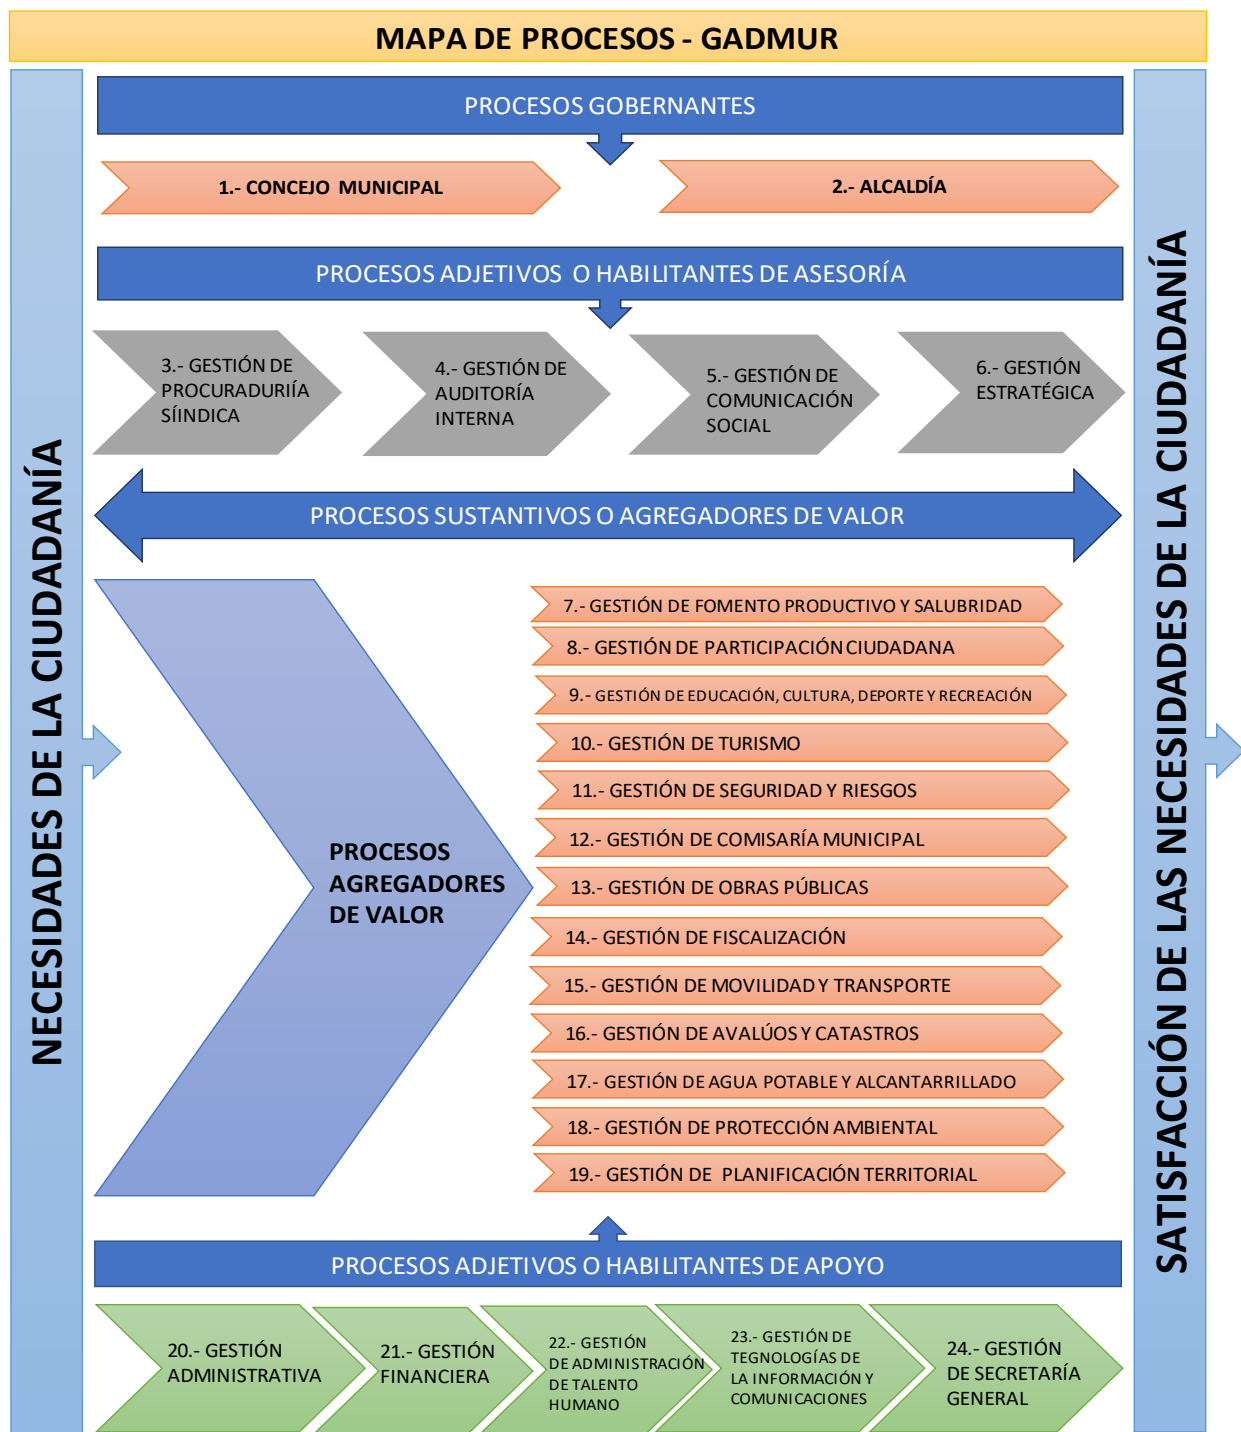 MAPA DE PROCESOS - GADMUR
NECESIDADES DE LA CIUDADANÍA
PROCESOS GOBERNANTES
1.- CONCEJO MUNICIPAL
2.- ALCALDÍA
PROCESOS ADJETIVOS O HABILITANTES DE ASESORÍA
3.- GESTIÓN DE
PROCURADURIÍA
SÍINDICA
4.- GESTIÓN DE
AUDITORÍA
INTERNA
5.- GESTIÓN DE
COMUNICACIÓN
SOCIAL
6.- GESTIÓN
ESTRATÉGICA
PROCESOS SUSTANTIVOS O AGREGADORES DE VALOR
PROCESOS
AGREGADORES
DE VALOR
7.- GESTIÓN DE FOMENTO PRODUCTIVO Y SALUBRIDAD
8.- GESTIÓN DE PARTICIPACIÓN CIUDADANA
9.- GESTIÓN DE EDUCACIÓN, CULTURA, DEPORTE Y RECREACIÓN
10.- GESTIÓN DE TURISMO
11.- GESTIÓN DE SEGURIDAD Y RIESGOS
12.- GESTIÓN DE COMISARÍA MUNICIPAL
13.- GESTIÓN DE OBRAS PÚBLICAS
14.- GESTIÓN DE FISCALIZACIÓN
15.- GESTIÓN DE MOVILIDAD Y TRANSPORTE
16.- GESTIÓN DE AVALÚOS Y CATASTROS
17.- GESTIÓN DE AGUA POTABLE Y ALCANTARRILLADO
18.- GESTIÓN DE PROTECCIÓN AMBIENTAL
19.- GESTIÓN DE PLANIFICACIÓN TERRITORIAL
PROCESOS ADJETIVOS O HABILITANTES DE APOYO
20.- GESTIÓN
ADMINISTRATIVA
21.- GESTIÓN
FINANCIERA
22.- GESTIÓN
DE ADMINISTRACIÓN
DE TALENTO
HUMANO
23.- GESTIÓN DE
TEGNOLOGÍAS DE
LA INFORMACIÓN Y
COMUNICACIONES
24.- GESTIÓN
DE SECRETARÍA
GENERAL
SATISFACCIÓN DE LAS NECESIDADES DE LA CIUDADANÍA